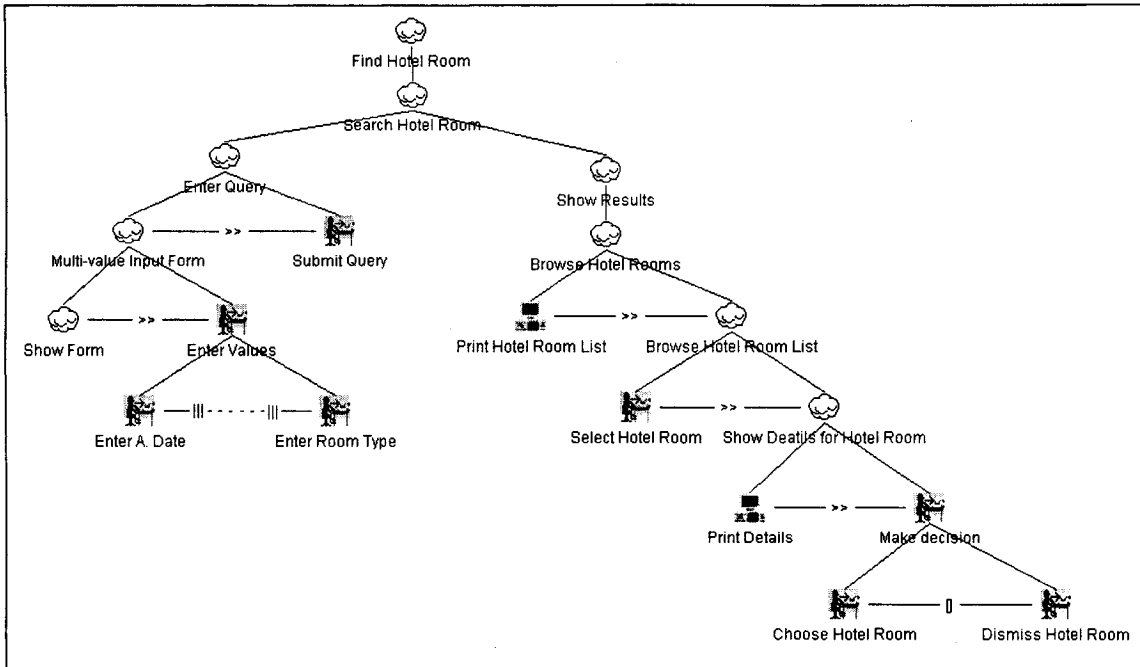 Find Hotel Room
Search Hotel Room
Enter Query
Show Results
>>
Multi-value Input Form
Submit Query
Browse Hotel Rooms
>>
>>
Show Form
Enter Values
Print Hotel Room List
Browse Hotel Room List
||| - - - - - |||
>>
Enter A. Date
Enter Room Type
Select Hotel Room
Show Deatils for Hotel Room
>>
Print Details
Make decision
[]
Choose Hotel Room
Dismiss Hotel Room